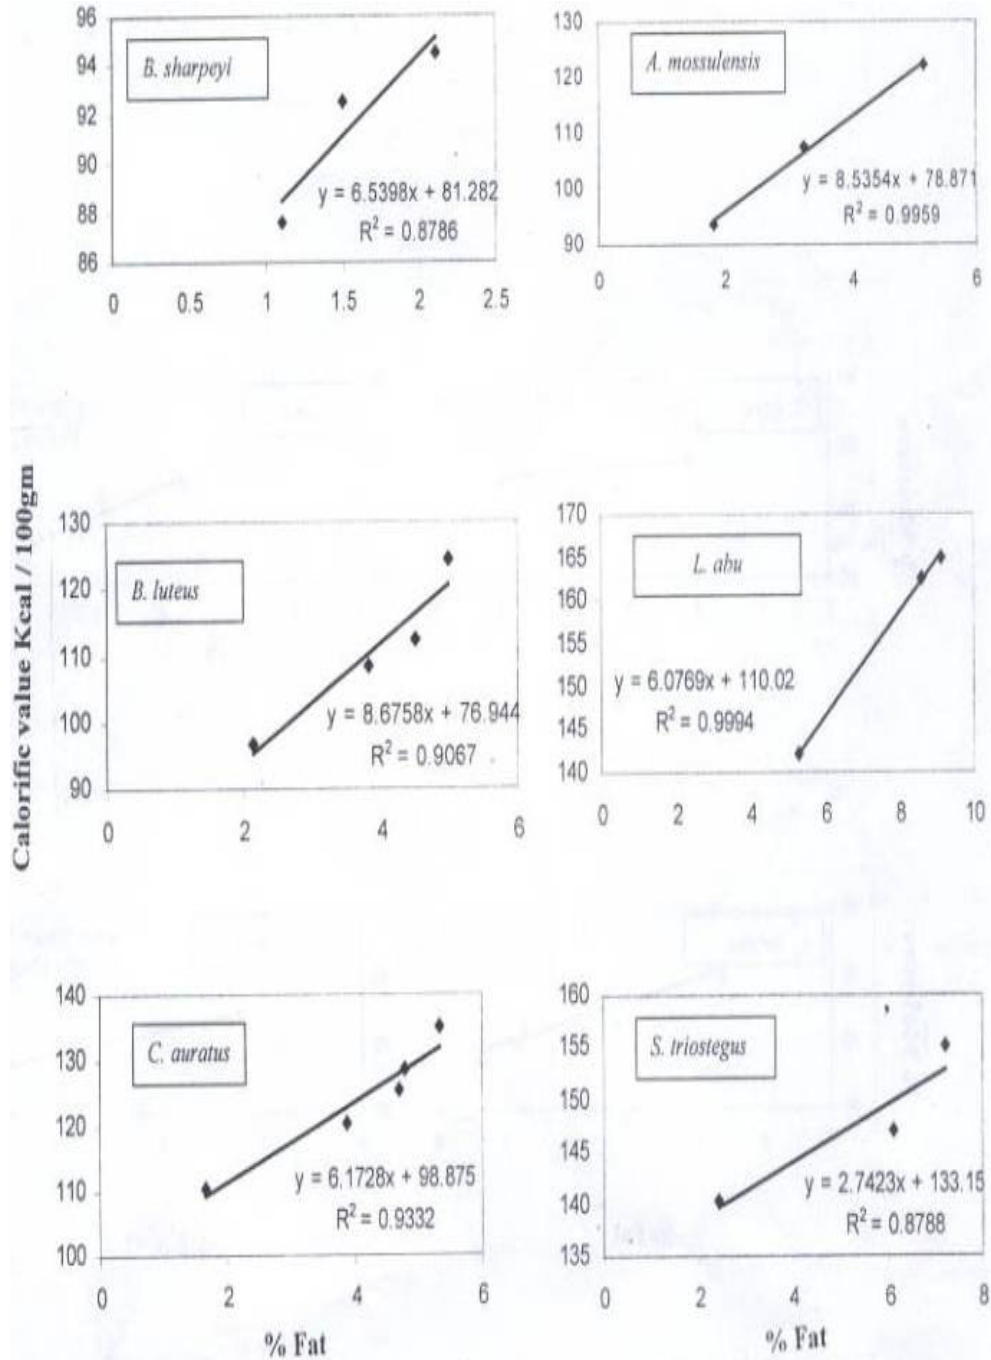 Calorific value Kcal / 100gm
B. sharpeyi
96
94
92
90
88
86
y = 6.5398x + 81.282
R² = 0.8786
0 0.5 1 1.5 2 2.5
A. mossulensis
130
120
110
100
90
y = 8.5354x + 78.871
R² = 0.9959
0 2 4 6
B. luteus
130
120
110
100
90
y = 8.6758x + 76.944
R² = 0.9067
0 2 4 6
L. abu
170
165
160
155
150
145
140
y = 6.0769x + 110.02
R² = 0.9994
0 2 4 6 8 10
C. auratus
140
130
120
110
100
y = 6.1728x + 98.875
R² = 0.9332
0 2 4 6
% Fat
S. triostegus
160
155
150
145
140
135
y = 2.7423x + 133.15
R² = 0.8788
0 2 4 6 8
% Fat